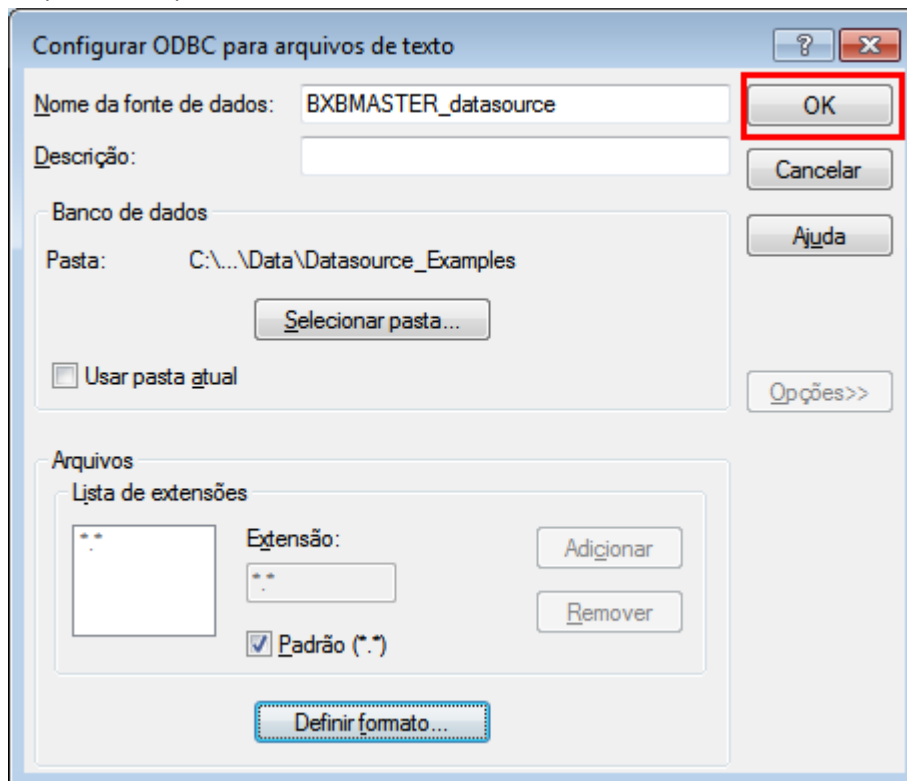 Configurar ODBC para arquivos de texto
Nome da fonte de dados: BXBMASTER_datasource OK
Descrição: Cancelar
Banco de dados Ajuda
Pasta: C:\...\Data\Datasource_Examples
Selecionar pasta...
Usar pasta atual
Opções>>
Arquivos
Lista de extensões
*.* Extensão: Adicionar
*.*
Remover
Padrão (*.*)
Definir formato...